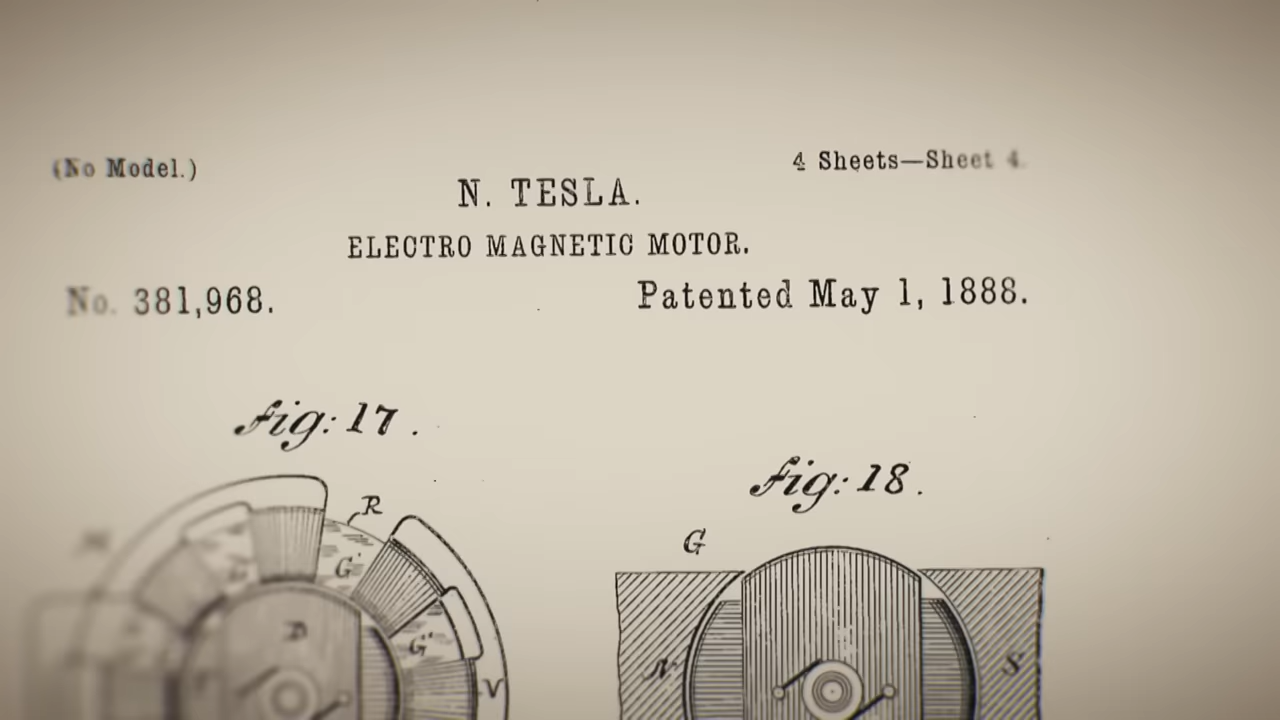 (No Model.)
4 Sheets—Sheet 4.
N. TESLA.
ELECTRO MAGNETIC MOTOR.
No. 381,968.
Patented May 1, 1888.
fig: 17.
fig: 18.
R
G
G'
D
G'
V
N
S